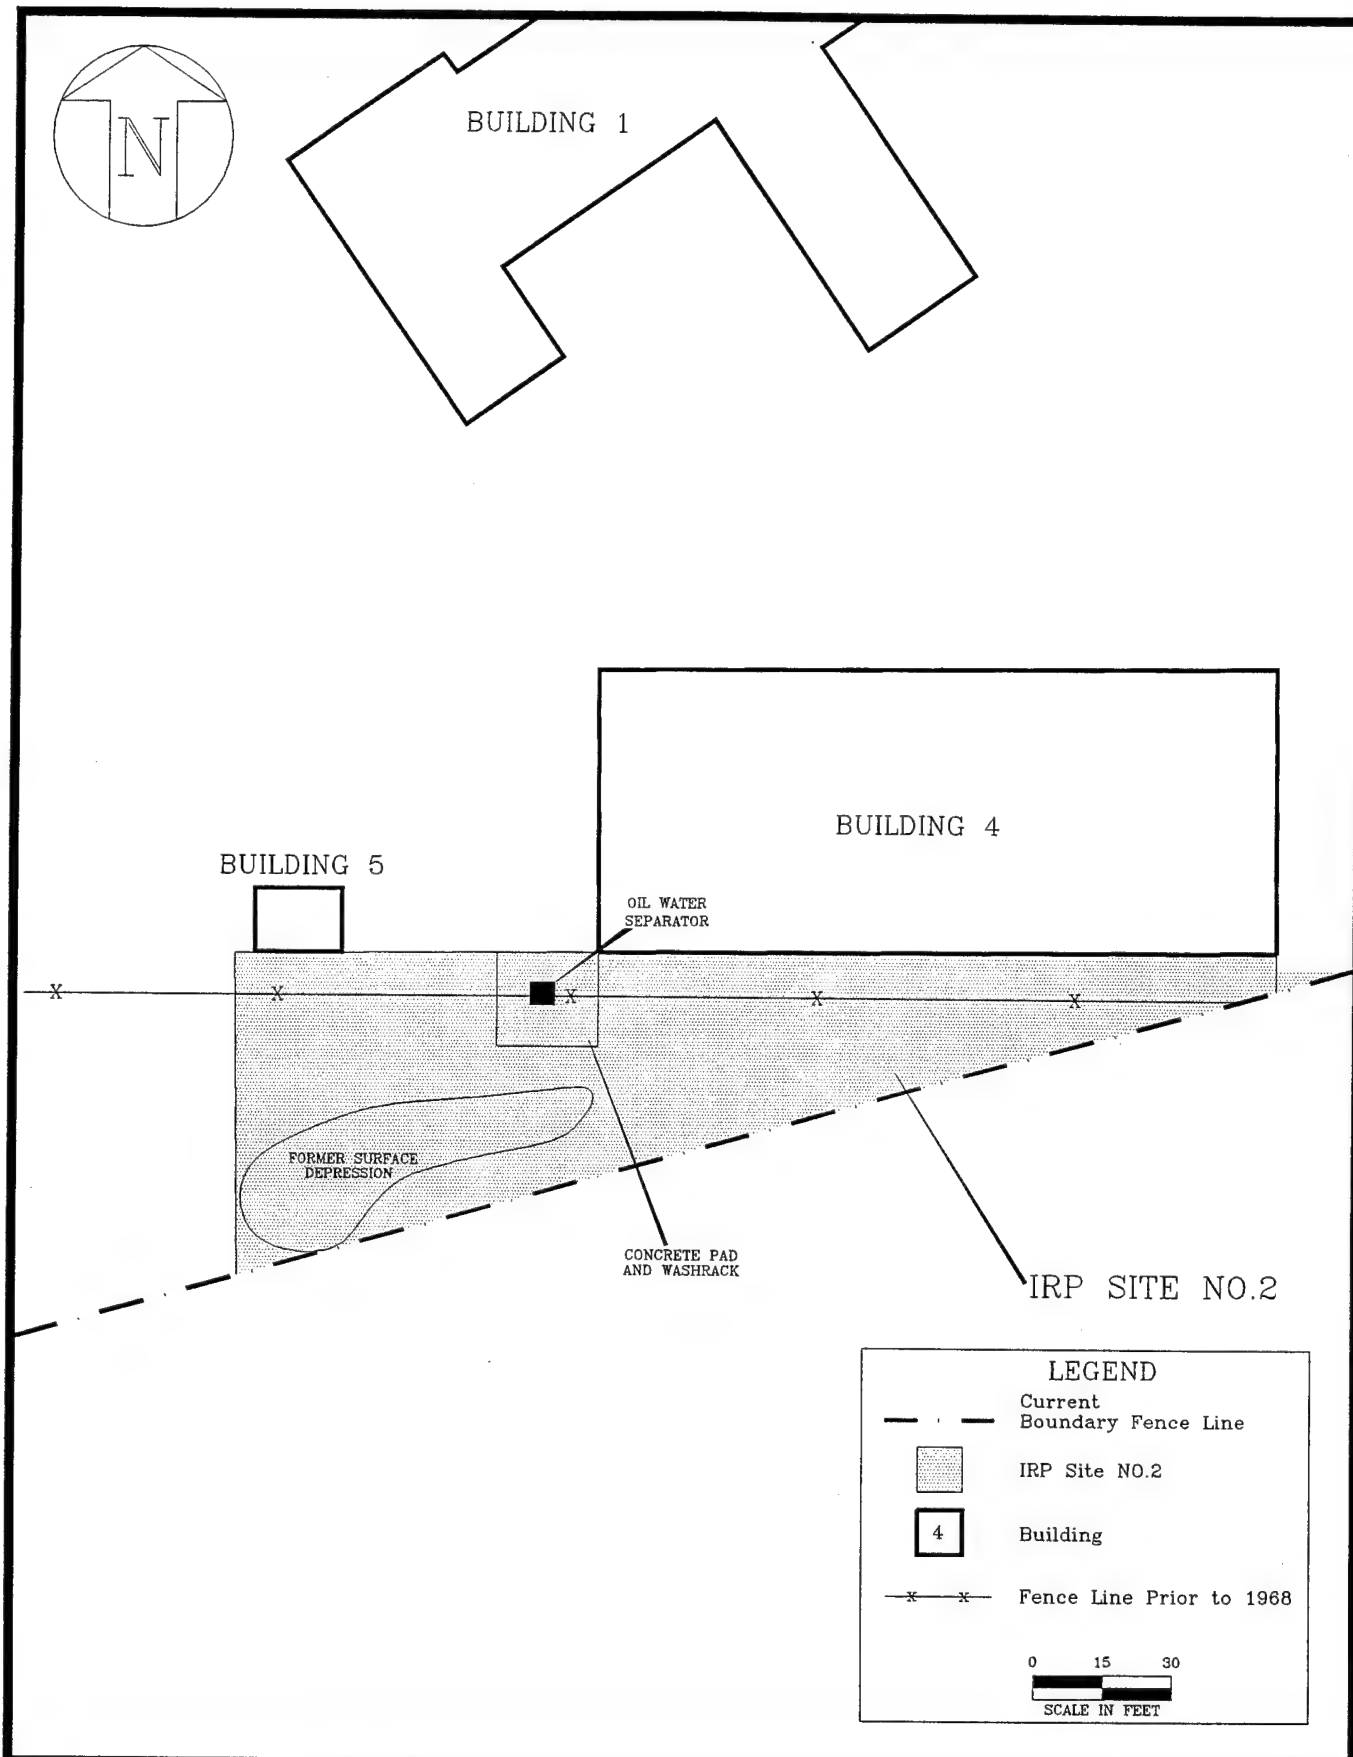 N
BUILDING 1
BUILDING 4
BUILDING 5
OIL WATER
SEPARATOR
X X X X X
FORMER SURFACE
DEPRESSION
CONCRETE PAD
AND WASHRACK
IRP SITE NO.2
LEGEND
Current
Boundary Fence Line
IRP Site NO.2
4 Building
x x Fence Line Prior to 1968
0 15 30
SCALE IN FEET